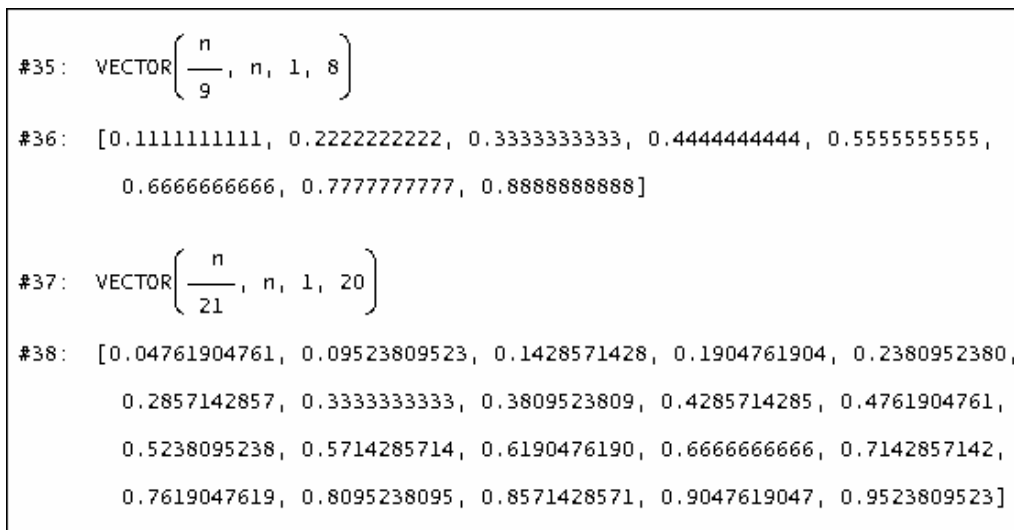 #35: VECTOR(n/9, n, 1, 8)
#36: [0.1111111111, 0.2222222222, 0.3333333333, 0.4444444444, 0.5555555555,
0.6666666666, 0.7777777777, 0.8888888888]
#37: VECTOR(n/21, n, 1, 20)
#38: [0.04761904761, 0.09523809523, 0.1428571428, 0.1904761904, 0.2380952380,
0.2857142857, 0.3333333333, 0.3809523809, 0.4285714285, 0.4761904761,
0.5238095238, 0.5714285714, 0.6190476190, 0.6666666666, 0.7142857142,
0.7619047619, 0.8095238095, 0.8571428571, 0.9047619047, 0.9523809523]